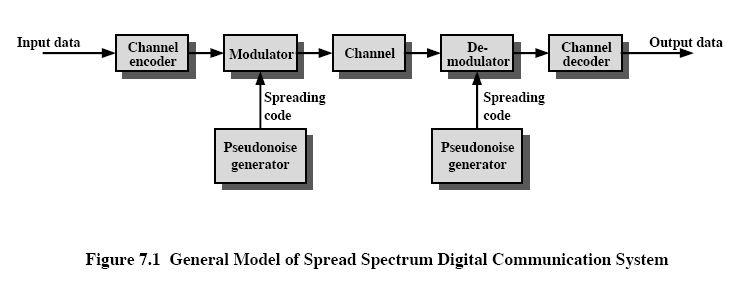 Input data
Channel
encoder
Modulator
Channel
De-
modulator
Channel
decoder
Output data
Spreading
code
Spreading
code
Pseudonoise
generator
Pseudonoise
generator
Figure 7.1 General Model of Spread Spectrum Digital Communication System